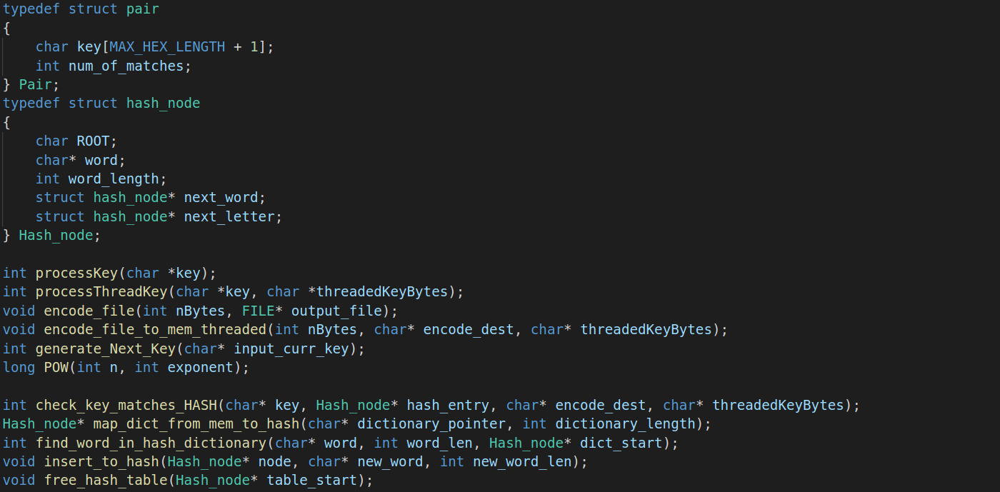 typedef struct pair
{
    char key[MAX_HEX_LENGTH + 1];
    int num_of_matches;
} Pair;
typedef struct hash_node
{
    char ROOT;
    char* word;
    int word_length;
    struct hash_node* next_word;
    struct hash_node* next_letter;
} Hash_node;

int processKey(char *key);
int processThreadKey(char *key, char *threadedKeyBytes);
void encode_file(int nBytes, FILE* output_file);
void encode_file_to_mem_threaded(int nBytes, char* encode_dest, char* threadedKeyBytes);
int generate_Next_Key(char* input_curr_key);
long POW(int n, int exponent);

int check_key_matches_HASH(char* key, Hash_node* hash_entry, char* encode_dest, char* threadedKeyBytes);
Hash_node* map_dict_from_mem_to_hash(char* dictionary_pointer, int dictionary_length);
int find_word_in_hash_dictionary(char* word, int word_len, Hash_node* dict_start);
void insert_to_hash(Hash_node* node, char* new_word, int new_word_len);
void free_hash_table(Hash_node* table_start);